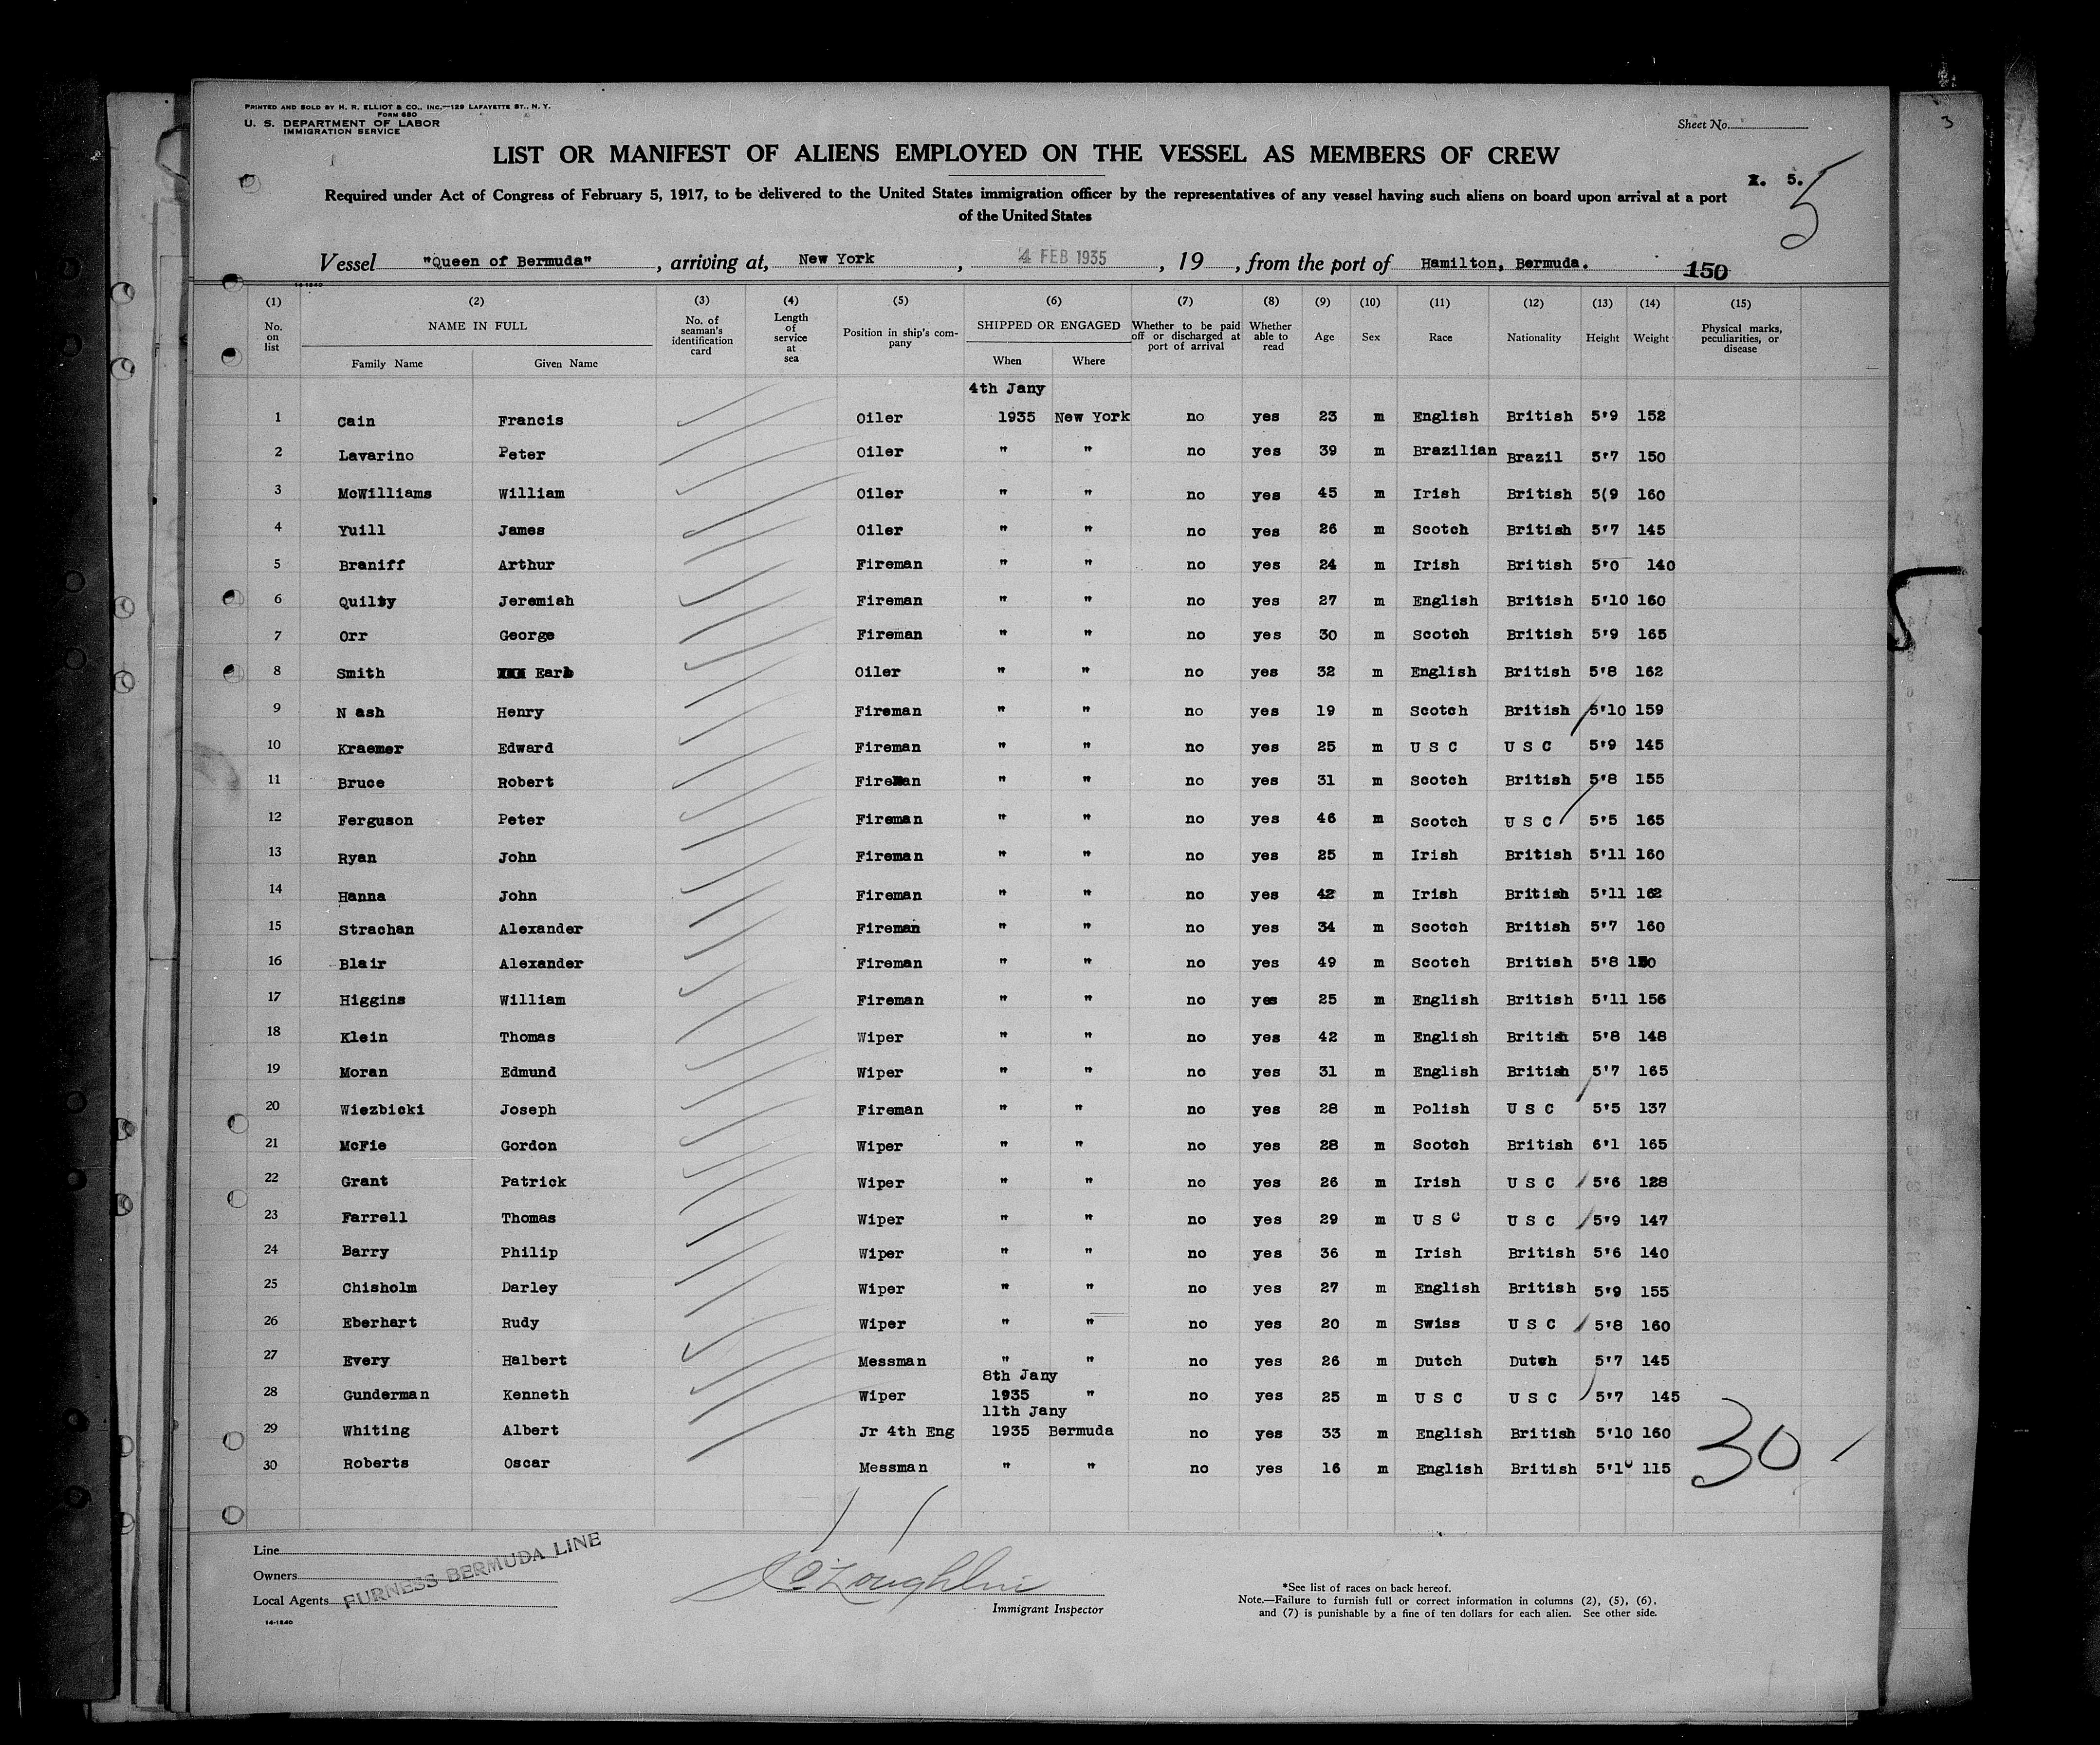 PRINTED AND SOLD BY H. R. ELLIOT & CO., INC.—129 LAFAYETTE ST., N. Y.
FORM 680
U. S. DEPARTMENT OF LABOR
IMMIGRATION SERVICE
Sheet No.
3
LIST OR MANIFEST OF ALIENS EMPLOYED ON THE VESSEL AS MEMBERS OF CREW
X. 5.
5
Required under Act of Congress of February 5, 1917, to be delivered to the United States immigration officer by the representatives of any vessel having such aliens on board upon arrival at a port
of the United States
Vessel "Queen of Bermuda", arriving at, New York, 4 FEB 1935, 19, from the port of Hamilton, Bermuda. 150
14-1240
(1) (2) (3) (4) (5) (6) (7) (8) (9) (10) (11) (12) (13) (14) (15)
No. on list NAME IN FULL Family Name Given Name No. of seaman's identification card Length of service at sea Position in ship's company SHIPPED OR ENGAGED When Where Whether to be paid off or discharged at port of arrival Whether able to read Age Sex Race Nationality Height Weight Physical marks, peculiarities, or disease
4th Jany
1 Cain Francis Oiler 1935 New York no yes 23 m English British 5'9 152
2 Lavarino Peter Oiler " " no yes 39 m Brazilian Brazil 5'7 150
3 McWilliams William Oiler " " no yes 45 m Irish British 5(9 160
4 Yuill James Oiler " " no yes 26 m Scotch British 5'7 145
5 Braniff Arthur Fireman " " no yes 24 m Irish British 5'0 140
6 Quilty Jeremiah Fireman " " no yes 27 m English British 5'10 160
7 Orr George Fireman " " no yes 30 m Scotch British 5'9 165
8 Smith Earl Oiler " " no yes 32 m English British 5'8 162
9 N ash Henry Fireman " " no yes 19 m Scotch British 5'10 159
10 Kraemer Edward Fireman " " no yes 25 m U S C U S C 5'9 145
11 Bruce Robert Fireman " " no yes 31 m Scotch British 5'8 155
12 Ferguson Peter Fireman " " no yes 46 m Scotch U S C 5'5 165
13 Ryan John Fireman " " no yes 25 m Irish British 5'11 160
14 Hanna John Fireman " " no yes 42 m Irish British 5'11 162
15 Strachan Alexander Fireman " " no yes 34 m Scotch British 5'7 160
16 Blair Alexander Fireman " " no yes 49 m Scotch British 5'8
17 Higgins William Fireman " " no yes 25 m English British 5'11 156
18 Klein Thomas Wiper " " no yes 42 m English British 5'8 148
19 Moran Edmund Wiper " " no yes 31 m English British 5'7 165
20 Wiezbicki Joseph Fireman " " no yes 28 m Polish U S C 5'5 137
21 McFie Gordon Wiper " " no yes 28 m Scotch British 6'1 165
22 Grant Patrick Wiper " " no yes 26 m Irish U S C 5'6 128
23 Farrell Thomas Wiper " " no yes 29 m U S C U S C 5'9 147
24 Barry Philip Wiper " " no yes 36 m Irish British 5'6 140
25 Chisholm Darley Wiper " " no yes 27 m English British 5'9 155
26 Eberhart Rudy Wiper " " no yes 20 m Swiss U S C 5'8 160
27 Every Halbert Messman " " no yes 26 m Dutch Dutch 5'7 145
8th Jany
28 Gunderman Kenneth Wiper 1935 " no yes 25 m U S C U S C 5'7 145
11th Jany
29 Whiting Albert Jr 4th Eng 1935 Bermuda no yes 33 m English British 5'10 160
30 Roberts Oscar Messman " " no yes 16 m English British 5'1 115
30
Line
Owners
Local Agents
FURNESS BERMUDA LINE
14-1240
Immigrant Inspector
*See list of races on back hereof.
Note.—Failure to furnish full or correct information in columns (2), (5), (6),
and (7) is punishable by a fine of ten dollars for each alien. See other side.